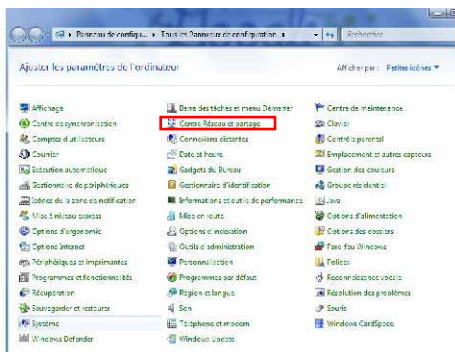 Panneau de configu... ▸ Tous les Panneaux de configuration ▸
Rechercher
Ajuster les paramètres de l'ordinateur
Afficher par : Petites icônes
Affichage
Barre des tâches et menu Démarrer
Centre de maintenance
Centre de synchronisation
Centre Réseau et partage
Clavier
Comptes d'utilisateurs
Connexions distantes
Contrôle parental
Courrier
Date et heure
Emplacement et autres capteurs
Exécution automatique
Gadgets du Bureau
Gestion des couleurs
Gestionnaire de périphériques
Gestionnaire d'identification
Groupe résidentiel
Icônes de la zone de notification
Informations et outils de performance
Java
Mise à niveau express
Mise en route
Options d'alimentation
Options d'ergonomie
Options d'indexation
Options des dossiers
Options Internet
Outils d'administration
Pare-feu Windows
Périphériques et imprimantes
Personnalisation
Polices
Programmes et fonctionnalités
Programmes par défaut
Reconnaissance vocale
Récupération
Région et langue
Résolution des problèmes
Sauvegarder et restaurer
Son
Souris
Système
Téléphone et modem
Windows CardSpace
Windows Defender
Windows Update